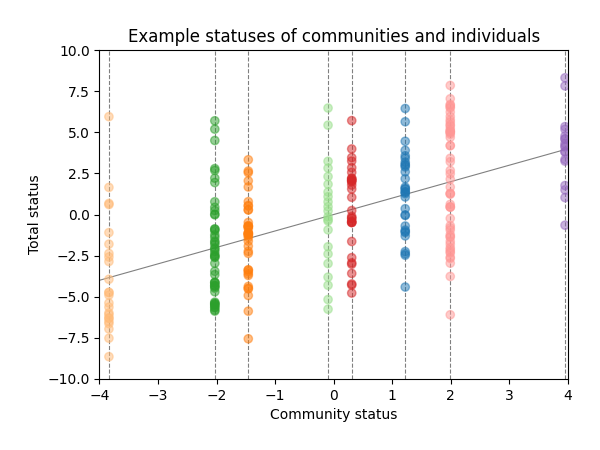 Example statuses of communities and individuals
10.0
7.5
5.0
2.5
0.0
−2.5
−5.0
−7.5
−10.0
Total status
−4 −3 −2 −1 0 1 2 3 4
Community status